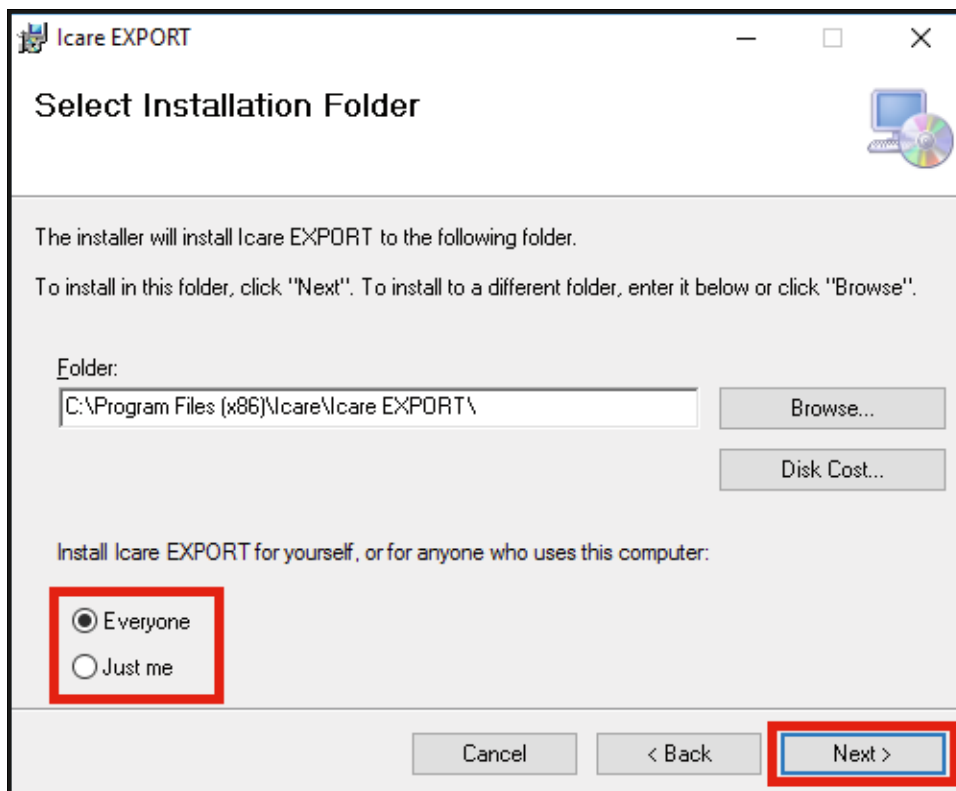 Icare EXPORT
Select Installation Folder
The installer will install Icare EXPORT to the following folder.
To install in this folder, click "Next". To install to a different folder, enter it below or click "Browse".
Folder:
C:\Program Files (x86)\Icare\Icare EXPORT\
Browse...
Disk Cost...
Install Icare EXPORT for yourself, or for anyone who uses this computer:
Everyone
Just me
Cancel
< Back
Next >